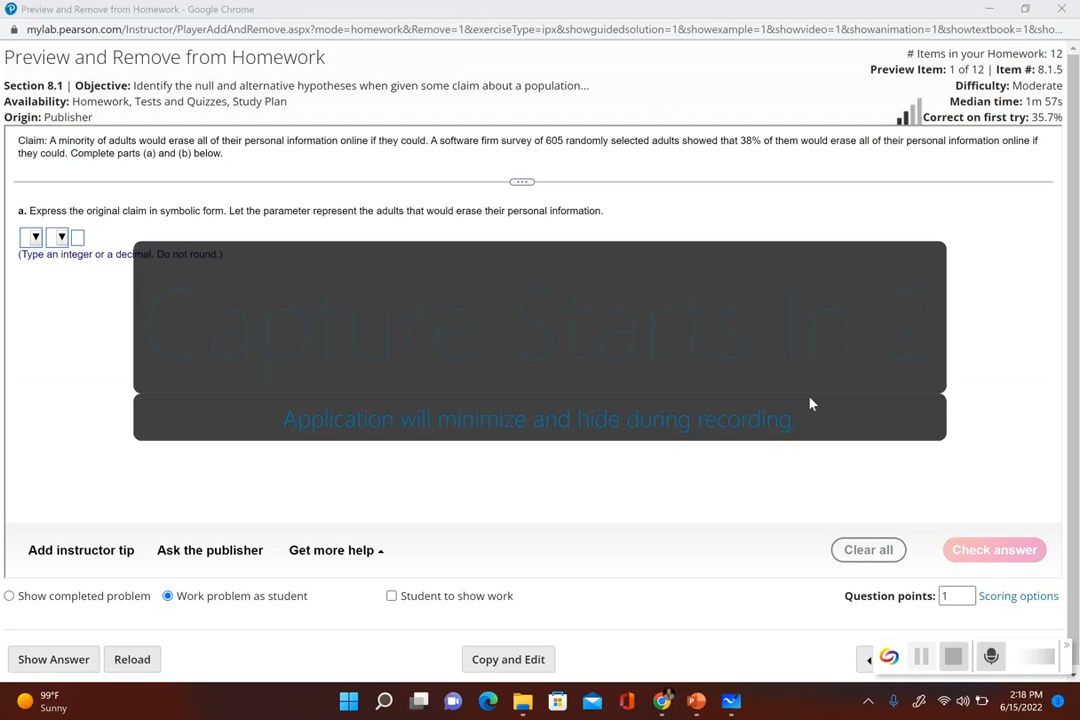 Preview and Remove from Homework - Google Chrome
mylab.pearson.com/Instructor/PlayerAddAndRemove.aspx?mode=homework&Remove=1&exerciseType=ipx&showguidedsolution=1&showexample=1&showvideo=1&showanimation=1&showtextbook=1&sho...
Preview and Remove from Homework
# Items in your Homework: 12
Preview Item: 1 of 12 | Item #: 8.1.5
Section 8.1 | Objective: Identify the null and alternative hypotheses when given some claim about a population...
Difficulty: Moderate
Availability: Homework, Tests and Quizzes, Study Plan
Median time: 1m 57s
Origin: Publisher
Correct on first try: 35.7%
Claim: A minority of adults would erase all of their personal information online if they could. A software firm survey of 605 randomly selected adults showed that 38% of them would erase all of their personal information online if
they could. Complete parts (a) and (b) below.
a. Express the original claim in symbolic form. Let the parameter represent the adults that would erase their personal information.
(Type an integer or a decimal. Do not round.)
Capture Starts In 2
Application will minimize and hide during recording.
Add instructor tip
Ask the publisher
Get more help
Clear all
Check answer
Show completed problem
Work problem as student
Student to show work
Question points: 1
Scoring options
Show Answer
Reload
Copy and Edit
99°F
Sunny
2:18 PM
6/15/2022
3